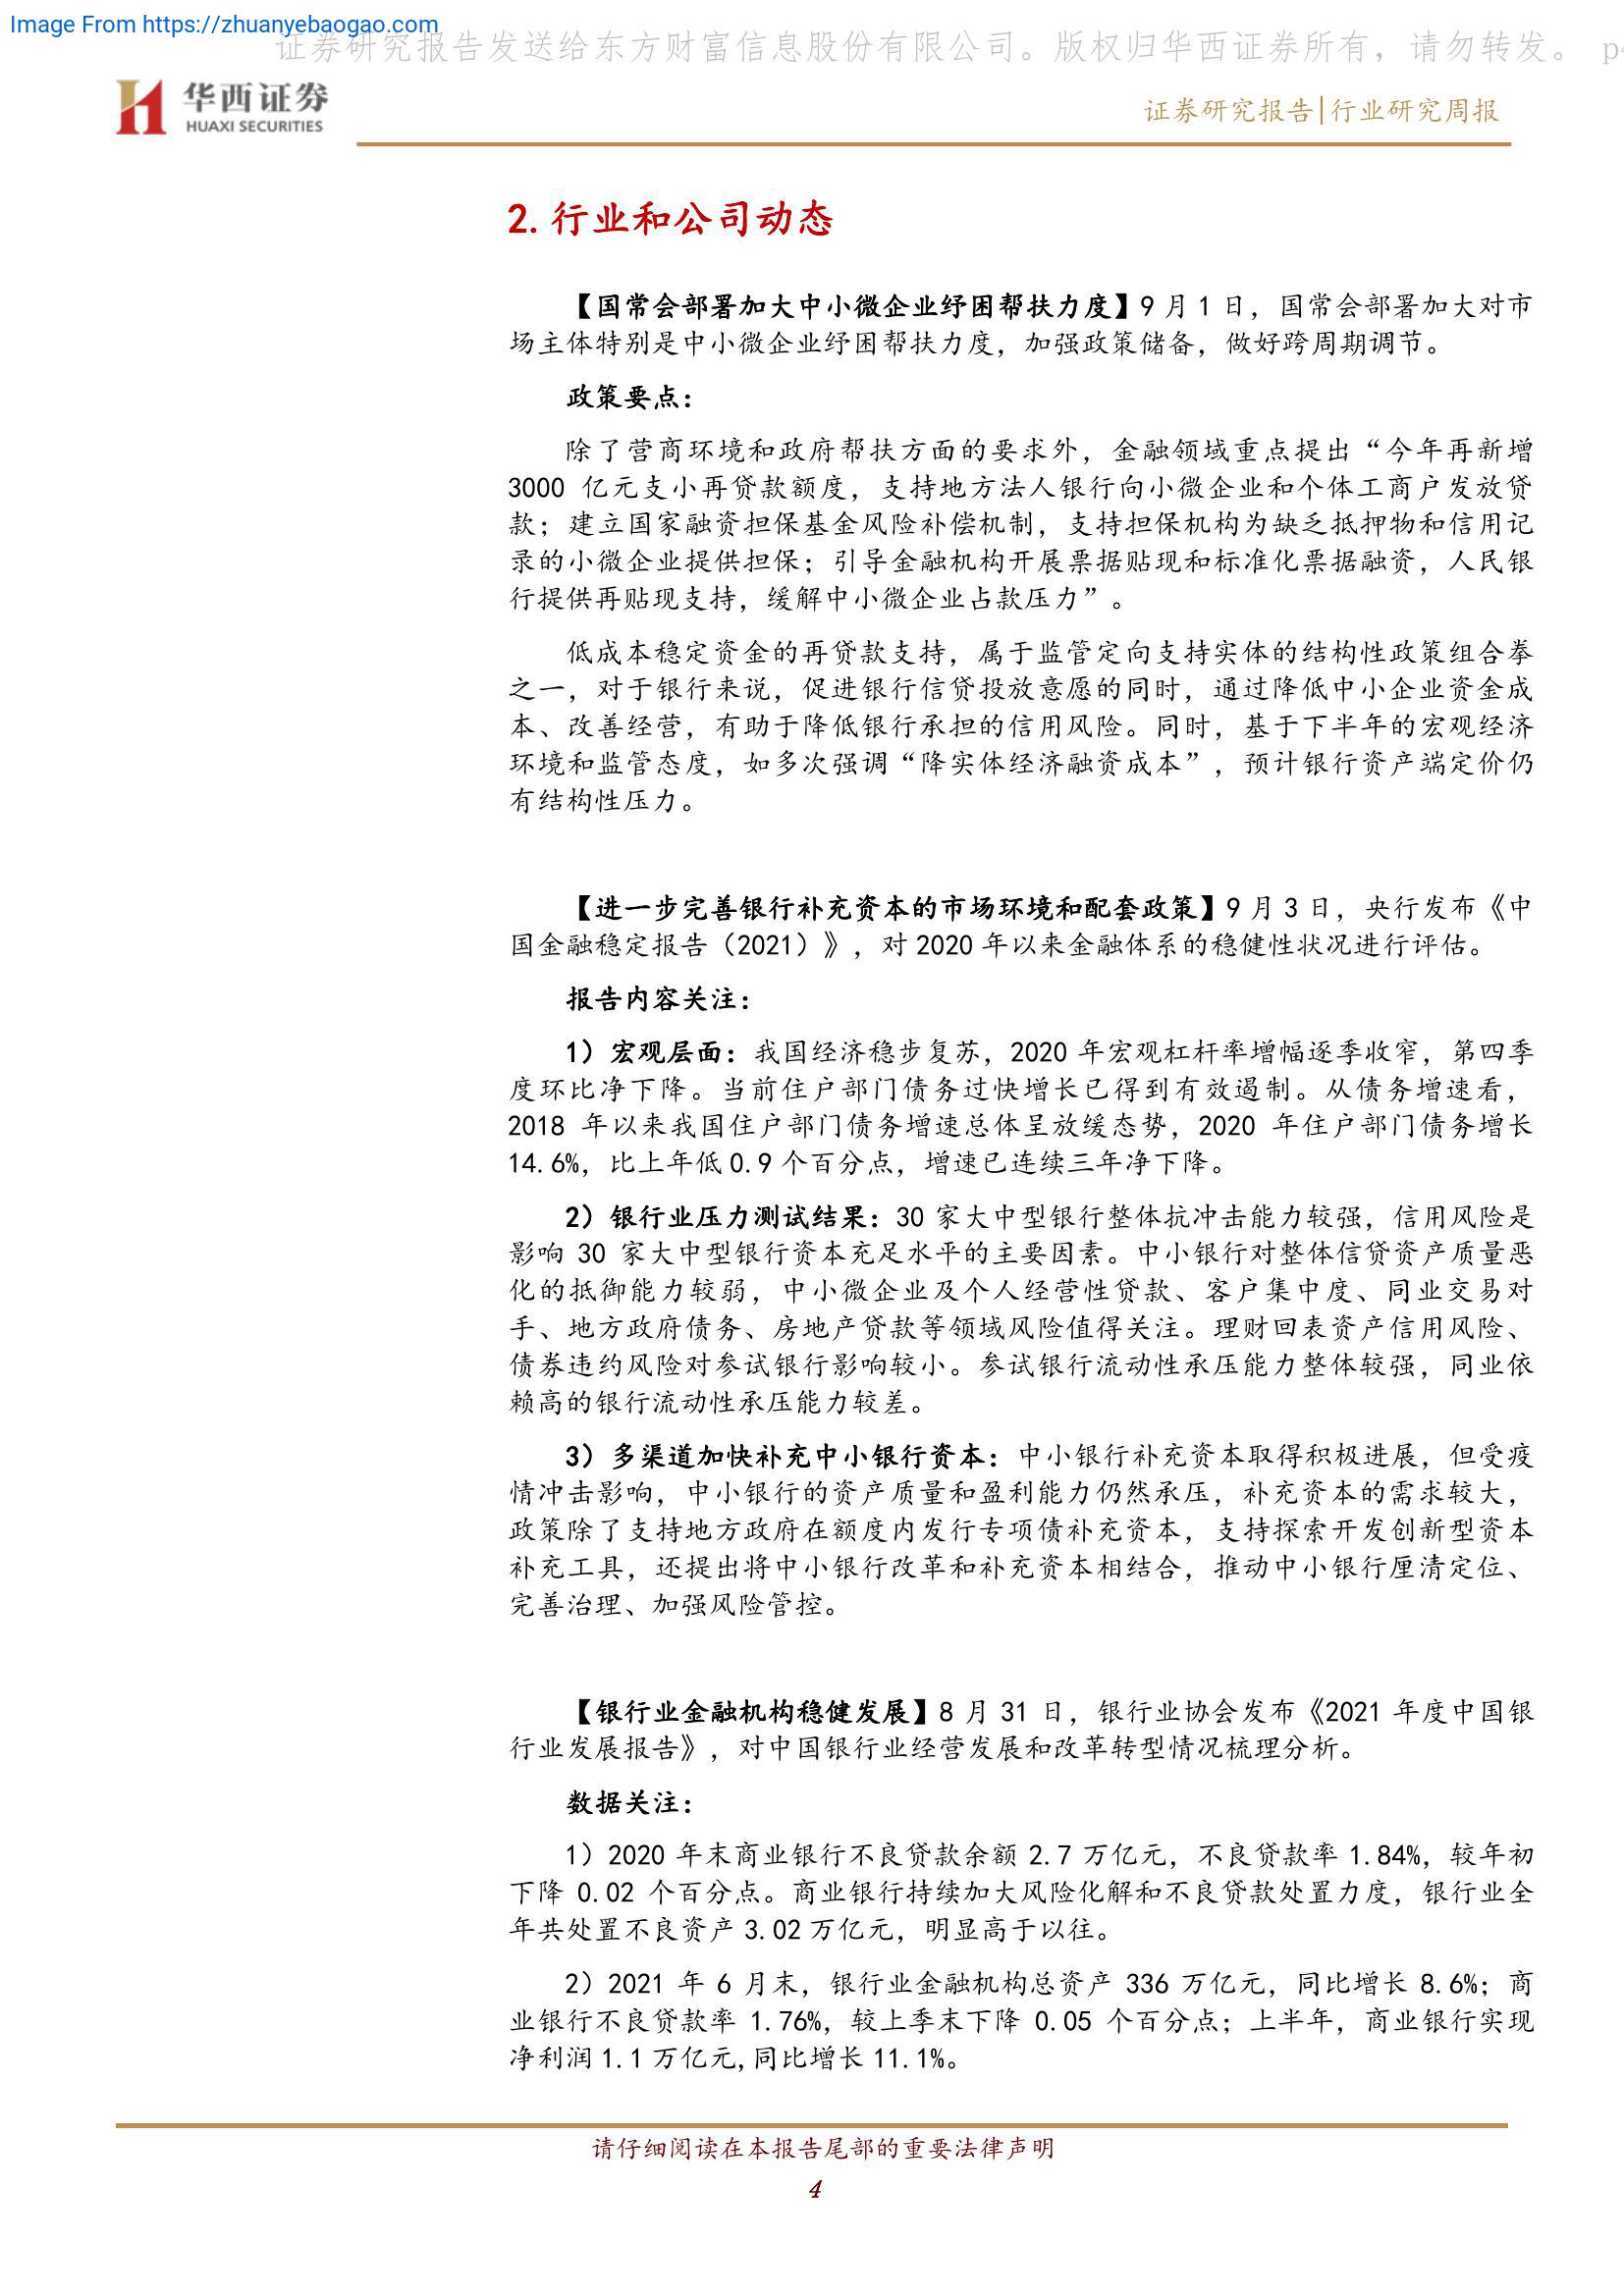 Image From https://zhuanyebaogao.com
证券研究报告发送给东方财富信息股份有限公司。版权归华西证券所有，请勿转发。 p4
华西证券
HUAXI SECURITIES
证券研究报告|行业研究周报
2. 行业和公司动态
【国常会部署加大中小微企业纾困帮扶力度】9 月 1 日，国常会部署加大对市
场主体特别是中小微企业纾困帮扶力度，加强政策储备，做好跨周期调节。
政策要点：
除了营商环境和政府帮扶方面的要求外，金融领域重点提出“今年再新增
3000 亿元支小再贷款额度，支持地方法人银行向小微企业和个体工商户发放贷
款；建立国家融资担保基金风险补偿机制，支持担保机构为缺乏抵押物和信用记
录的小微企业提供担保；引导金融机构开展票据贴现和标准化票据融资，人民银
行提供再贴现支持，缓解中小微企业占款压力”。
低成本稳定资金的再贷款支持，属于监管定向支持实体的结构性政策组合拳
之一，对于银行来说，促进银行信贷投放意愿的同时，通过降低中小企业资金成
本、改善经营，有助于降低银行承担的信用风险。同时，基于下半年的宏观经济
环境和监管态度，如多次强调“降实体经济融资成本”，预计银行资产端定价仍
有结构性压力。
【进一步完善银行补充资本的市场环境和配套政策】9 月 3 日，央行发布《中
国金融稳定报告（2021）》，对 2020 年以来金融体系的稳健性状况进行评估。
报告内容关注：
1）宏观层面：我国经济稳步复苏，2020 年宏观杠杆率增幅逐季收窄，第四季
度环比净下降。当前住户部门债务过快增长已得到有效遏制。从债务增速看，
2018 年以来我国住户部门债务增速总体呈放缓态势，2020 年住户部门债务增长
14.6%，比上年低 0.9 个百分点，增速已连续三年净下降。
2）银行业压力测试结果：30 家大中型银行整体抗冲击能力较强，信用风险是
影响 30 家大中型银行资本充足水平的主要因素。中小银行对整体信贷资产质量恶
化的抵御能力较弱，中小微企业及个人经营性贷款、客户集中度、同业交易对
手、地方政府债务、房地产贷款等领域风险值得关注。理财回表资产信用风险、
债券违约风险对参试银行影响较小。参试银行流动性承压能力整体较强，同业依
赖高的银行流动性承压能力较差。
3）多渠道加快补充中小银行资本：中小银行补充资本取得积极进展，但受疫
情冲击影响，中小银行的资产质量和盈利能力仍然承压，补充资本的需求较大，
政策除了支持地方政府在额度内发行专项债补充资本，支持探索开发创新型资本
补充工具，还提出将中小银行改革和补充资本相结合，推动中小银行厘清定位、
完善治理、加强风险管控。
【银行业金融机构稳健发展】8 月 31 日，银行业协会发布《2021 年度中国银
行业发展报告》，对中国银行业经营发展和改革转型情况梳理分析。
数据关注：
1）2020 年末商业银行不良贷款余额 2.7 万亿元，不良贷款率 1.84%，较年初
下降 0.02 个百分点。商业银行持续加大风险化解和不良贷款处置力度，银行业全
年共处置不良资产 3.02 万亿元，明显高于以往。
2）2021 年 6 月末，银行业金融机构总资产 336 万亿元，同比增长 8.6%；商
业银行不良贷款率 1.76%，较上季末下降 0.05 个百分点；上半年，商业银行实现
净利润 1.1 万亿元,同比增长 11.1%。
请仔细阅读在本报告尾部的重要法律声明
4